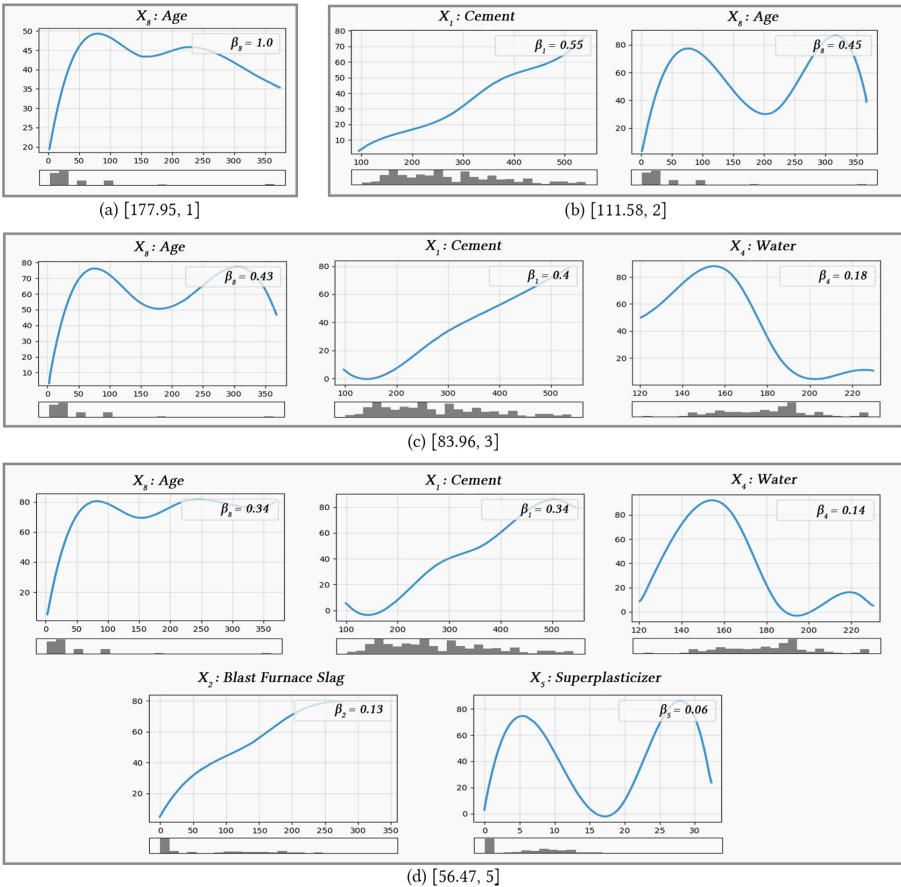 X₈ : Age
β₈ = 1.0
50
45
40
35
30
25
20
0 50 100 150 200 250 300 350
(a) [177.95, 1]
X₁ : Cement
β₁ = 0.55
80
70
60
50
40
30
20
10
100 200 300 400 500
X₈ : Age
β₈ = 0.45
80
60
40
20
0 50 100 150 200 250 300 350
(b) [111.58, 2]
X₈ : Age
β₈ = 0.43
80
70
60
50
40
30
20
10
0 50 100 150 200 250 300 350
X₁ : Cement
β₁ = 0.4
80
60
40
20
0
100 200 300 400 500
X₄ : Water
β₄ = 0.18
80
60
40
20
120 140 160 180 200 220
(c) [83.96, 3]
X₈ : Age
β₈ = 0.34
80
60
40
20
0 50 100 150 200 250 300 350
X₁ : Cement
β₁ = 0.34
80
60
40
20
0
100 200 300 400 500
X₄ : Water
β₄ = 0.14
80
60
40
20
0
120 140 160 180 200 220
X₂ : Blast Furnace Slag
β₂ = 0.13
80
60
40
20
0 50 100 150 200 250 300 350
X₅ : Superplasticizer
β₅ = 0.06
80
60
40
20
0
0 5 10 15 20 25 30
(d) [56.47, 5]